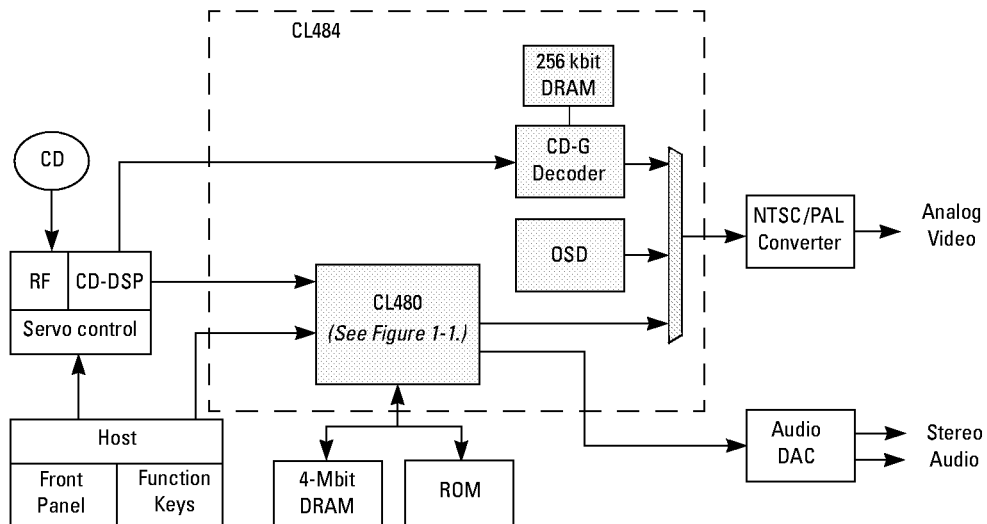 CL484
256 kbit
DRAM
CD
CD-G
Decoder
NTSC/PAL
Converter
Analog
Video
RF
CD-DSP
OSD
Servo control
CL480
(See Figure 1-1.)
Host
Front
Panel
Function
Keys
4-Mbit
DRAM
ROM
Audio
DAC
Stereo
Audio